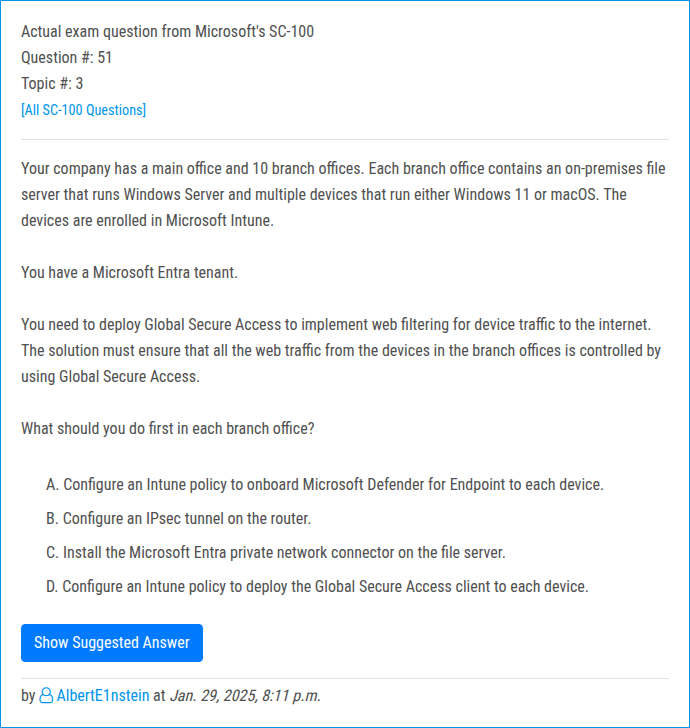 Actual exam question from Microsoft's SC-100
Question #: 51
Topic #: 3
[All SC-100 Questions]
Your company has a main office and 10 branch offices. Each branch office contains an on-premises file
server that runs Windows Server and multiple devices that run either Windows 11 or macOS. The
devices are enrolled in Microsoft Intune.
You have a Microsoft Entra tenant.
You need to deploy Global Secure Access to implement web filtering for device traffic to the internet.
The solution must ensure that all the web traffic from the devices in the branch offices is controlled by
using Global Secure Access.
What should you do first in each branch office?
A. Configure an Intune policy to onboard Microsoft Defender for Endpoint to each device.
B. Configure an IPsec tunnel on the router.
C. Install the Microsoft Entra private network connector on the file server.
D. Configure an Intune policy to deploy the Global Secure Access client to each device.
Show Suggested Answer
by AlbertE1nstein at Jan. 29, 2025, 8:11 p.m.